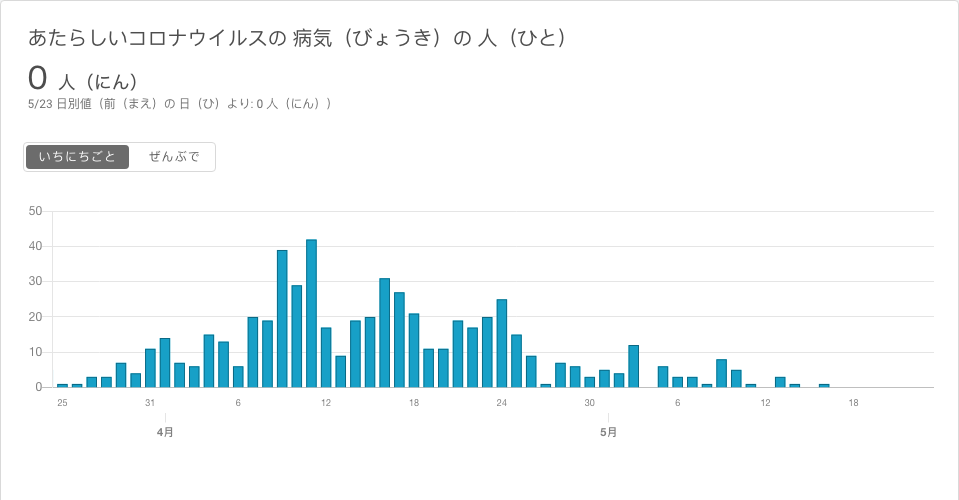 あたらしいコロナウイルスの 病気（びょうき）の 人（ひと）
0 人（にん）
5/23 日別値（前（まえ）の 日（ひ）より: 0 人（にん））
いちにちごと ぜんぶで
50
40
30
20
10
0
25 31 6 12 18 24 30 6 12 18
4月 5月